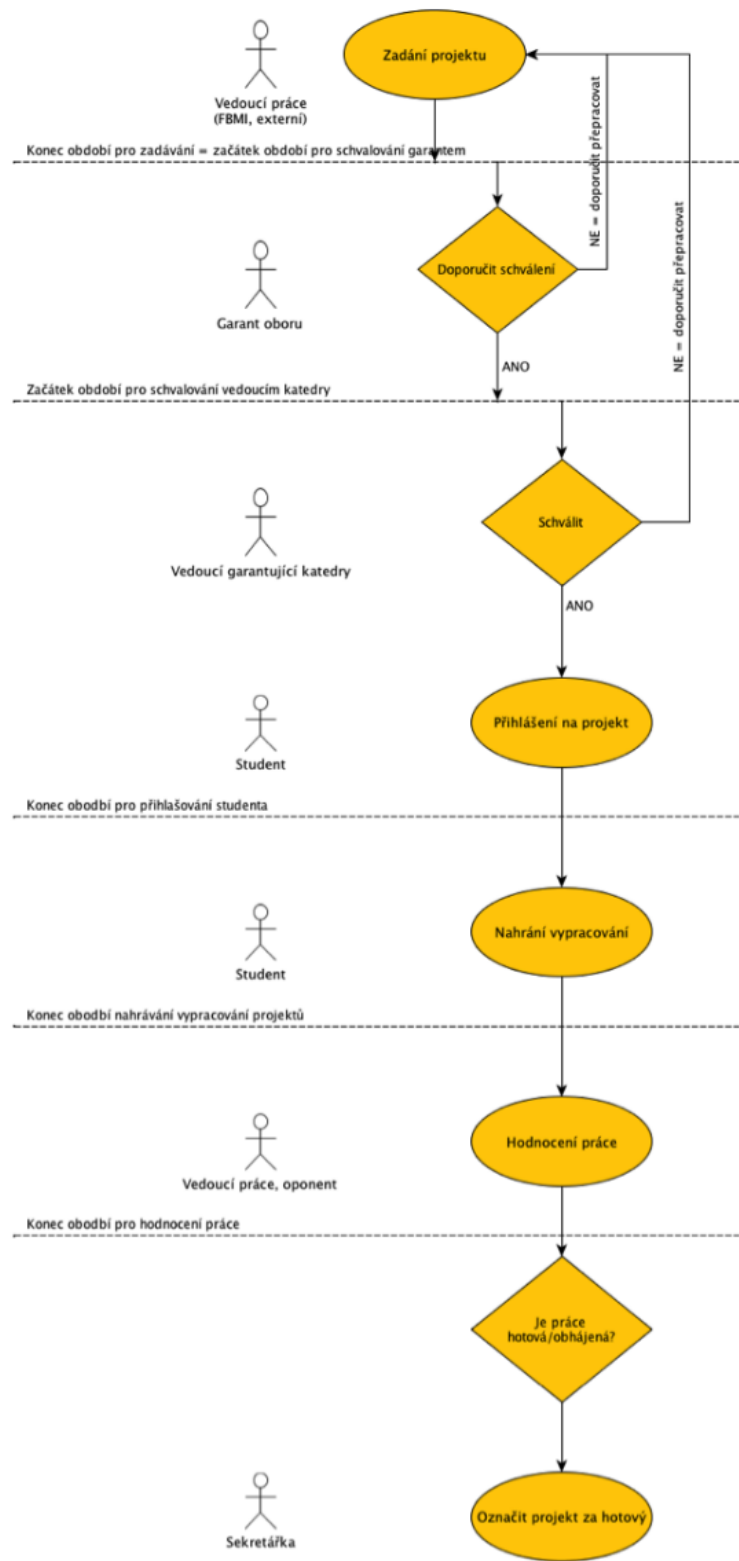 Zadání projektu
Vedoucí práce
(FBMI, externí)
NE = doporučit přepracovat
Konec období pro zadávání = začátek období pro schvalování garantem
Doporučit schválení
NE = doporučit přepracovat
Garant oboru
ANO
Začátek období pro schvalování vedoucím katedry
Schválit
Vedoucí garantující katedry
ANO
Přihlášení na projekt
Student
Konec obodbí pro přihlašování studenta
Nahrání vypracování
Student
Konec obodbí nahrávání vypracování projektů
Hodnocení práce
Vedoucí práce, oponent
Konec obodbí pro hodnocení práce
Je práce
hotová/obhájená?
Označit projekt za hotový
Sekretářka